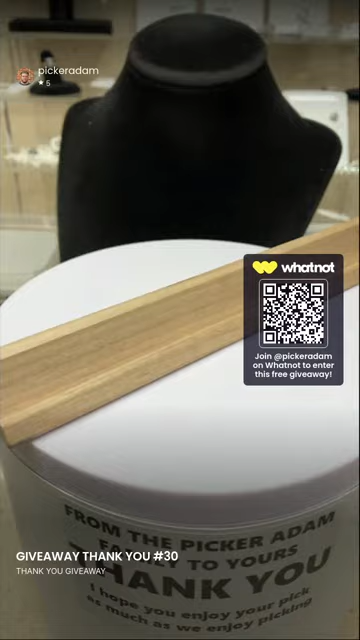 pickeradam
★ 5
whatnot
Join @pickeradam
on Whatnot to enter
this free giveaway!
FROM THE PICKER ADAM
TO YOURS
THANK YOU
GIVEAWAY THANK YOU #30
THANK YOU GIVEAWAY
I hope you enjoy your pick
as much as we enjoy picking